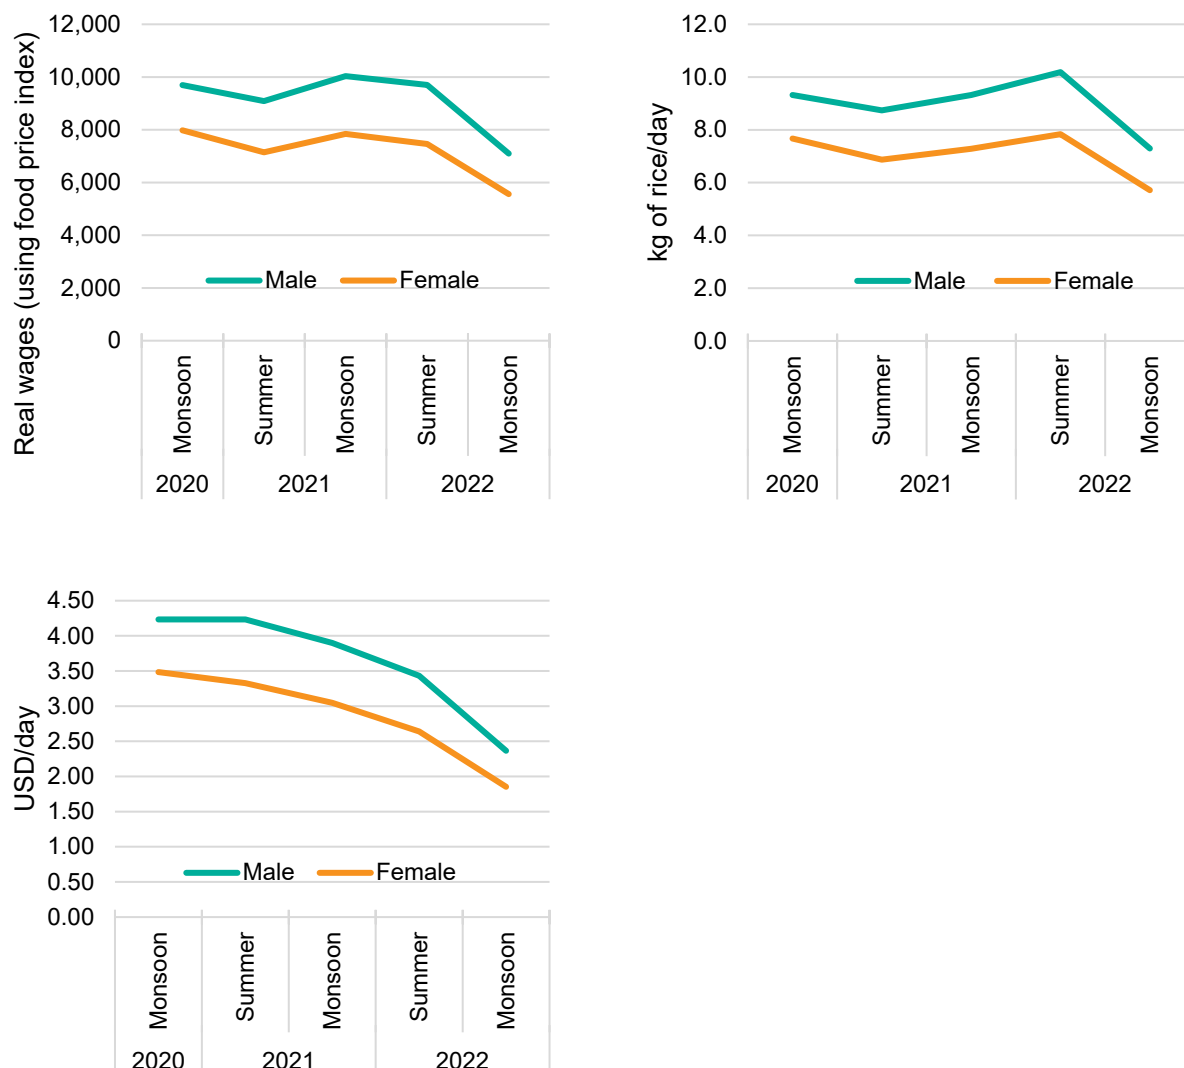 Real wages (using food price index)
12,000
10,000
8,000
6,000
4,000
2,000
0
Male Female
Monsoon Summer Monsoon Summer Monsoon
2020 2021 2022
kg of rice/day
12.0
10.0
8.0
6.0
4.0
2.0
0.0
Male Female
Monsoon Summer Monsoon Summer Monsoon
2020 2021 2022
USD/day
4.50
4.00
3.50
3.00
2.50
2.00
1.50
1.00
0.50
0.00
Male Female
Monsoon Summer Monsoon Summer Monsoon
2020 2021 2022